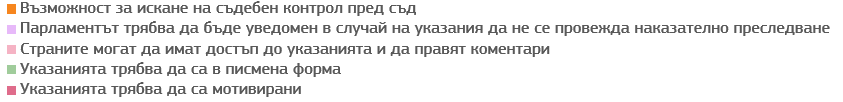 Възможност за искане на съдебен контрол пред съд
Парламентът трябва да бъде уведомен в случай на указания да не се провежда наказателно преследване
Страните могат да имат достъп до указанията и да правят коментари
Указанията трябва да са в писмена форма
Указанията трябва да са мотивирани